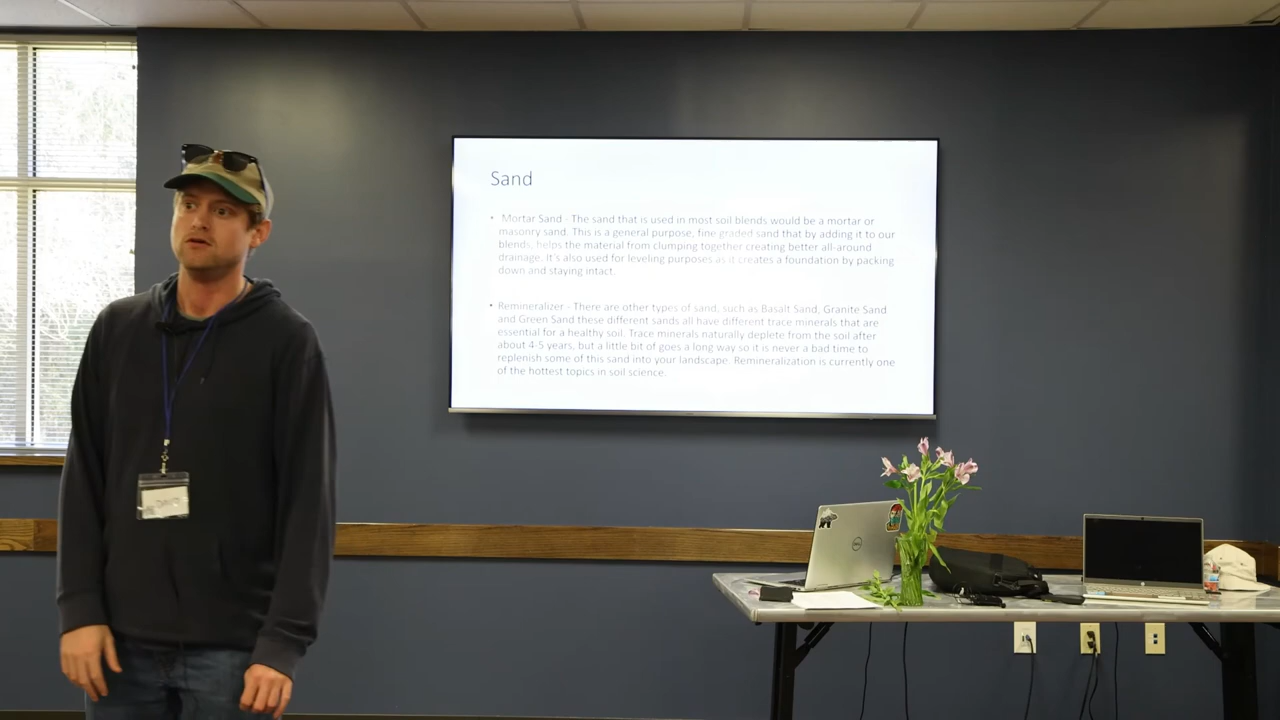 Sand
• Mortar Sand - The sand that is used in most soil blends would be a mortar or
masonry sand. This is a general purpose, fine graded sand that by adding it to our
blends, helps the material from clumping together creating better all-around
drainage. It's also used for leveling purposes as it creates a foundation by packing
down and staying intact.
• Remineralizer - There are other types of sand, such as Basalt Sand, Granite Sand
and Green Sand these different sands all have different trace minerals that are
essential for a healthy soil. Trace minerals naturally deplete from the soil after
about 4-5 years, but a little bit of goes a long way so it is never a bad time to
replenish some of this sand into your landscape. Remineralization is currently one
of the hottest topics in soil science.
DELL